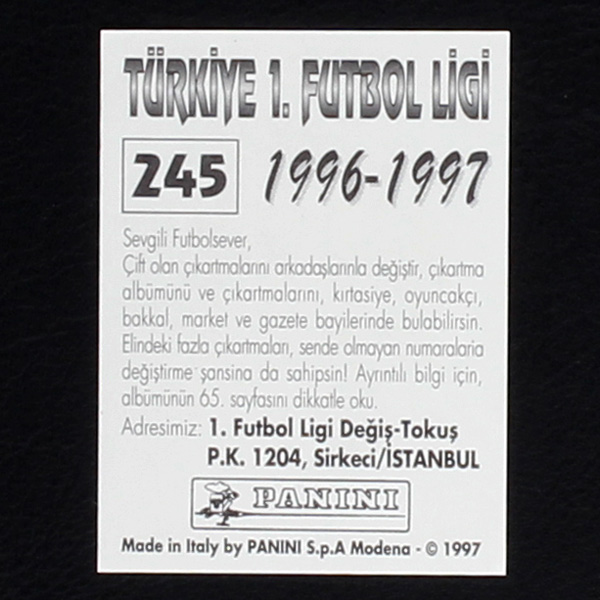 TÜRKİYE 1. FUTBOL LİGİ
245 1996-1997
Sevgili Futbolsever,
Çift olan çıkartmalarını arkadaşlarınla değiştir, çıkartma
albümünü ve çıkartmalarını, kırtasiye, oyuncakçı,
bakkal, market ve gazete bayilerinde bulabilirsin.
Elindeki fazla çıkartmaları, sende olmayan numaralarla
değiştirme şansına da sahipsin! Ayrıntılı bilgi için,
albümünün 65. sayfasını dikkatle oku.
Adresimiz: 1. Futbol Ligi Değiş-Tokuş
P.K. 1204, Sirkeci/İSTANBUL
PANINI
Made in Italy by PANINI S.p.A Modena - © 1997